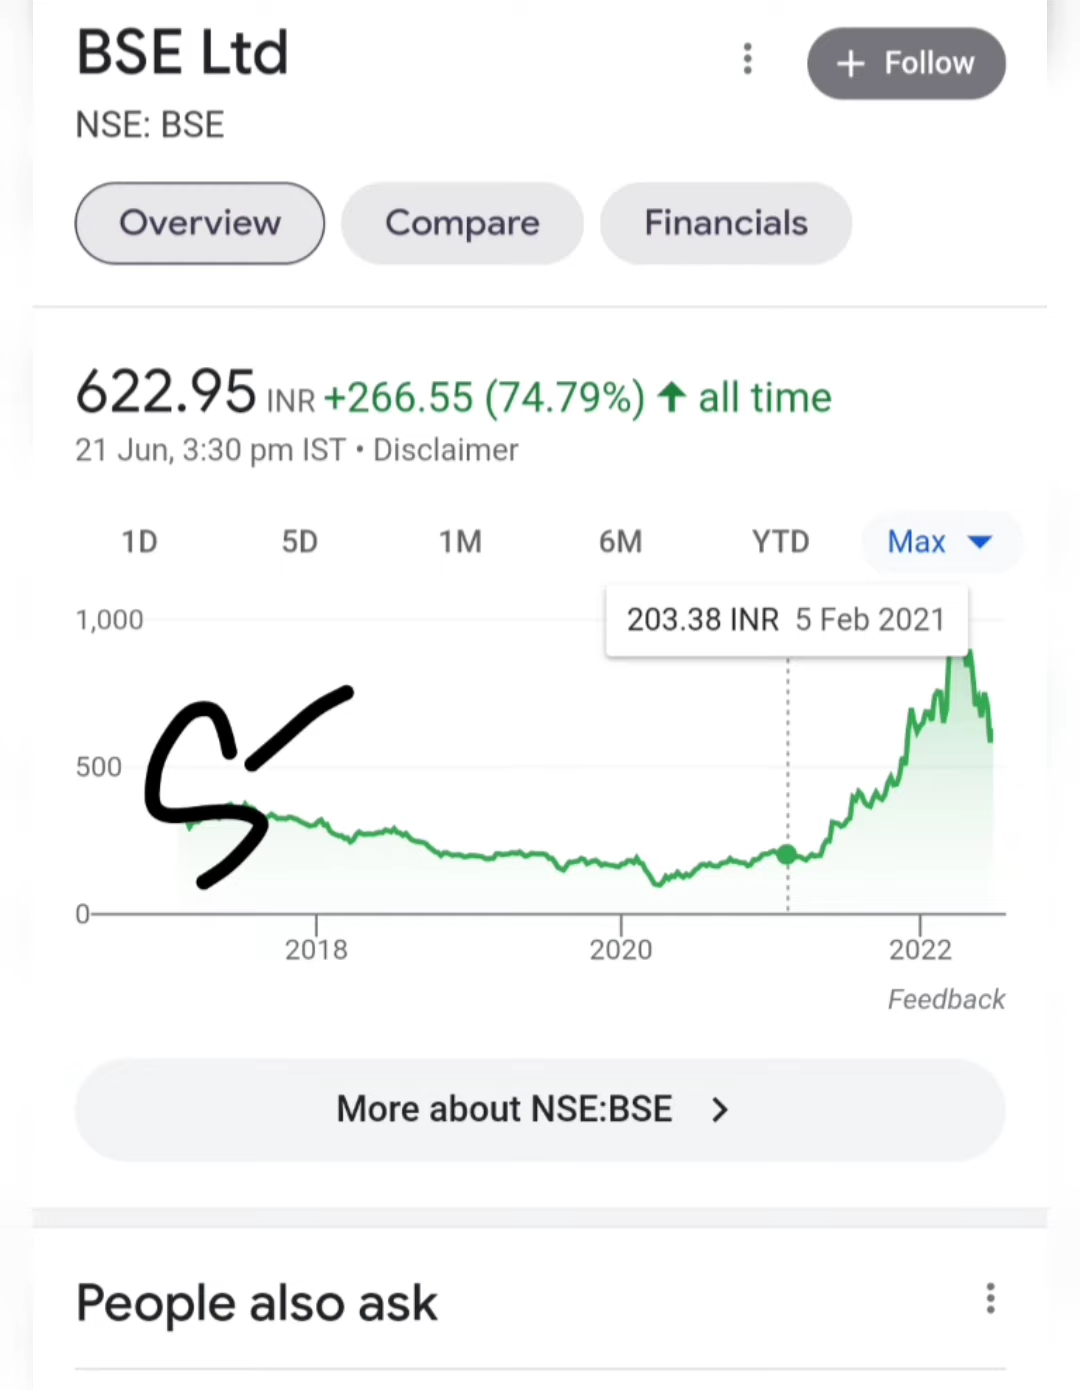 BSE Ltd
+ Follow
NSE: BSE
Overview Compare Financials
622.95 INR +266.55 (74.79%) ↑ all time
21 Jun, 3:30 pm IST • Disclaimer
1D 5D 1M 6M YTD Max
203.38 INR 5 Feb 2021
1,000
500
0
2018 2020 2022
Feedback
More about NSE:BSE >
People also ask